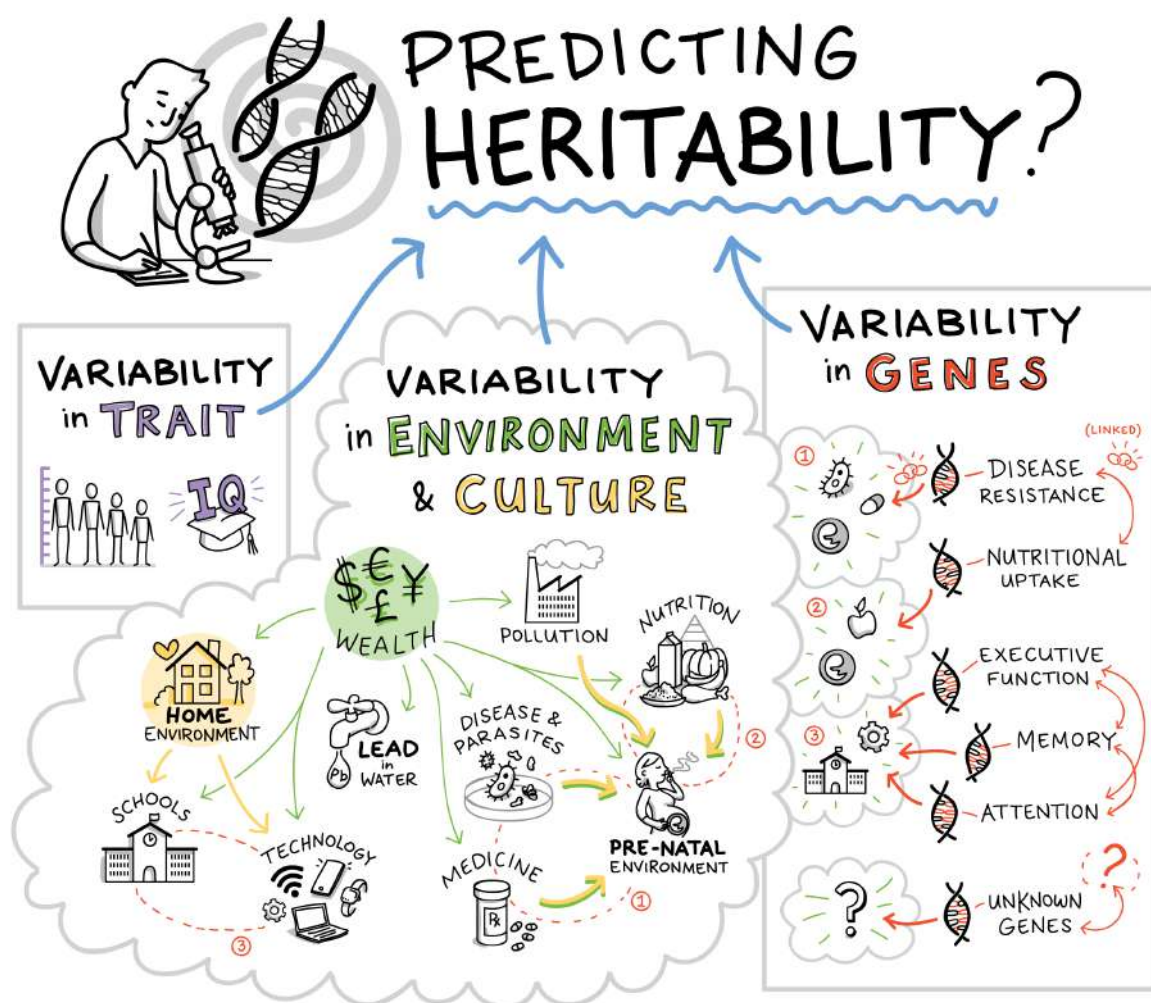 PREDICTING
HERITABILITY?
VARIABILITY
in TRAIT
IQ
VARIABILITY
in ENVIRONMENT
& CULTURE
$ € £ ¥
WEALTH
POLLUTION
NUTRITION
HOME
ENVIRONMENT
LEAD
in
WATER
Pb
DISEASE &
PARASITES
②
SCHOOLS
TECHNOLOGY
③
MEDICINE
Rx
PRE-NATAL
ENVIRONMENT
①
VARIABILITY
in GENES
(LINKED)
①
DISEASE
RESISTANCE
NUTRITIONAL
UPTAKE
②
EXECUTIVE
FUNCTION
③
MEMORY
ATTENTION
?
?
UNKNOWN
GENES